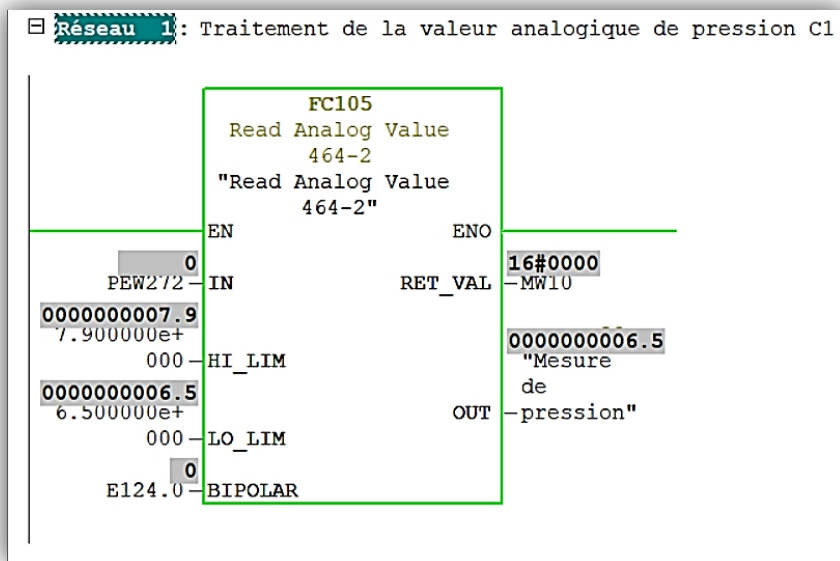 Réseau 1: Traitement de la valeur analogique de pression C1
FC105
Read Analog Value
464-2
"Read Analog Value
464-2"
EN ENO
0 16#0000
PEW272 IN RET_VAL MW10
0000000007.9
7.900000e+
000 HI_LIM
0000000006.5
"Mesure
de
0000000006.5
6.500000e+
000 LO_LIM OUT pression"
0
E124.0 BIPOLAR